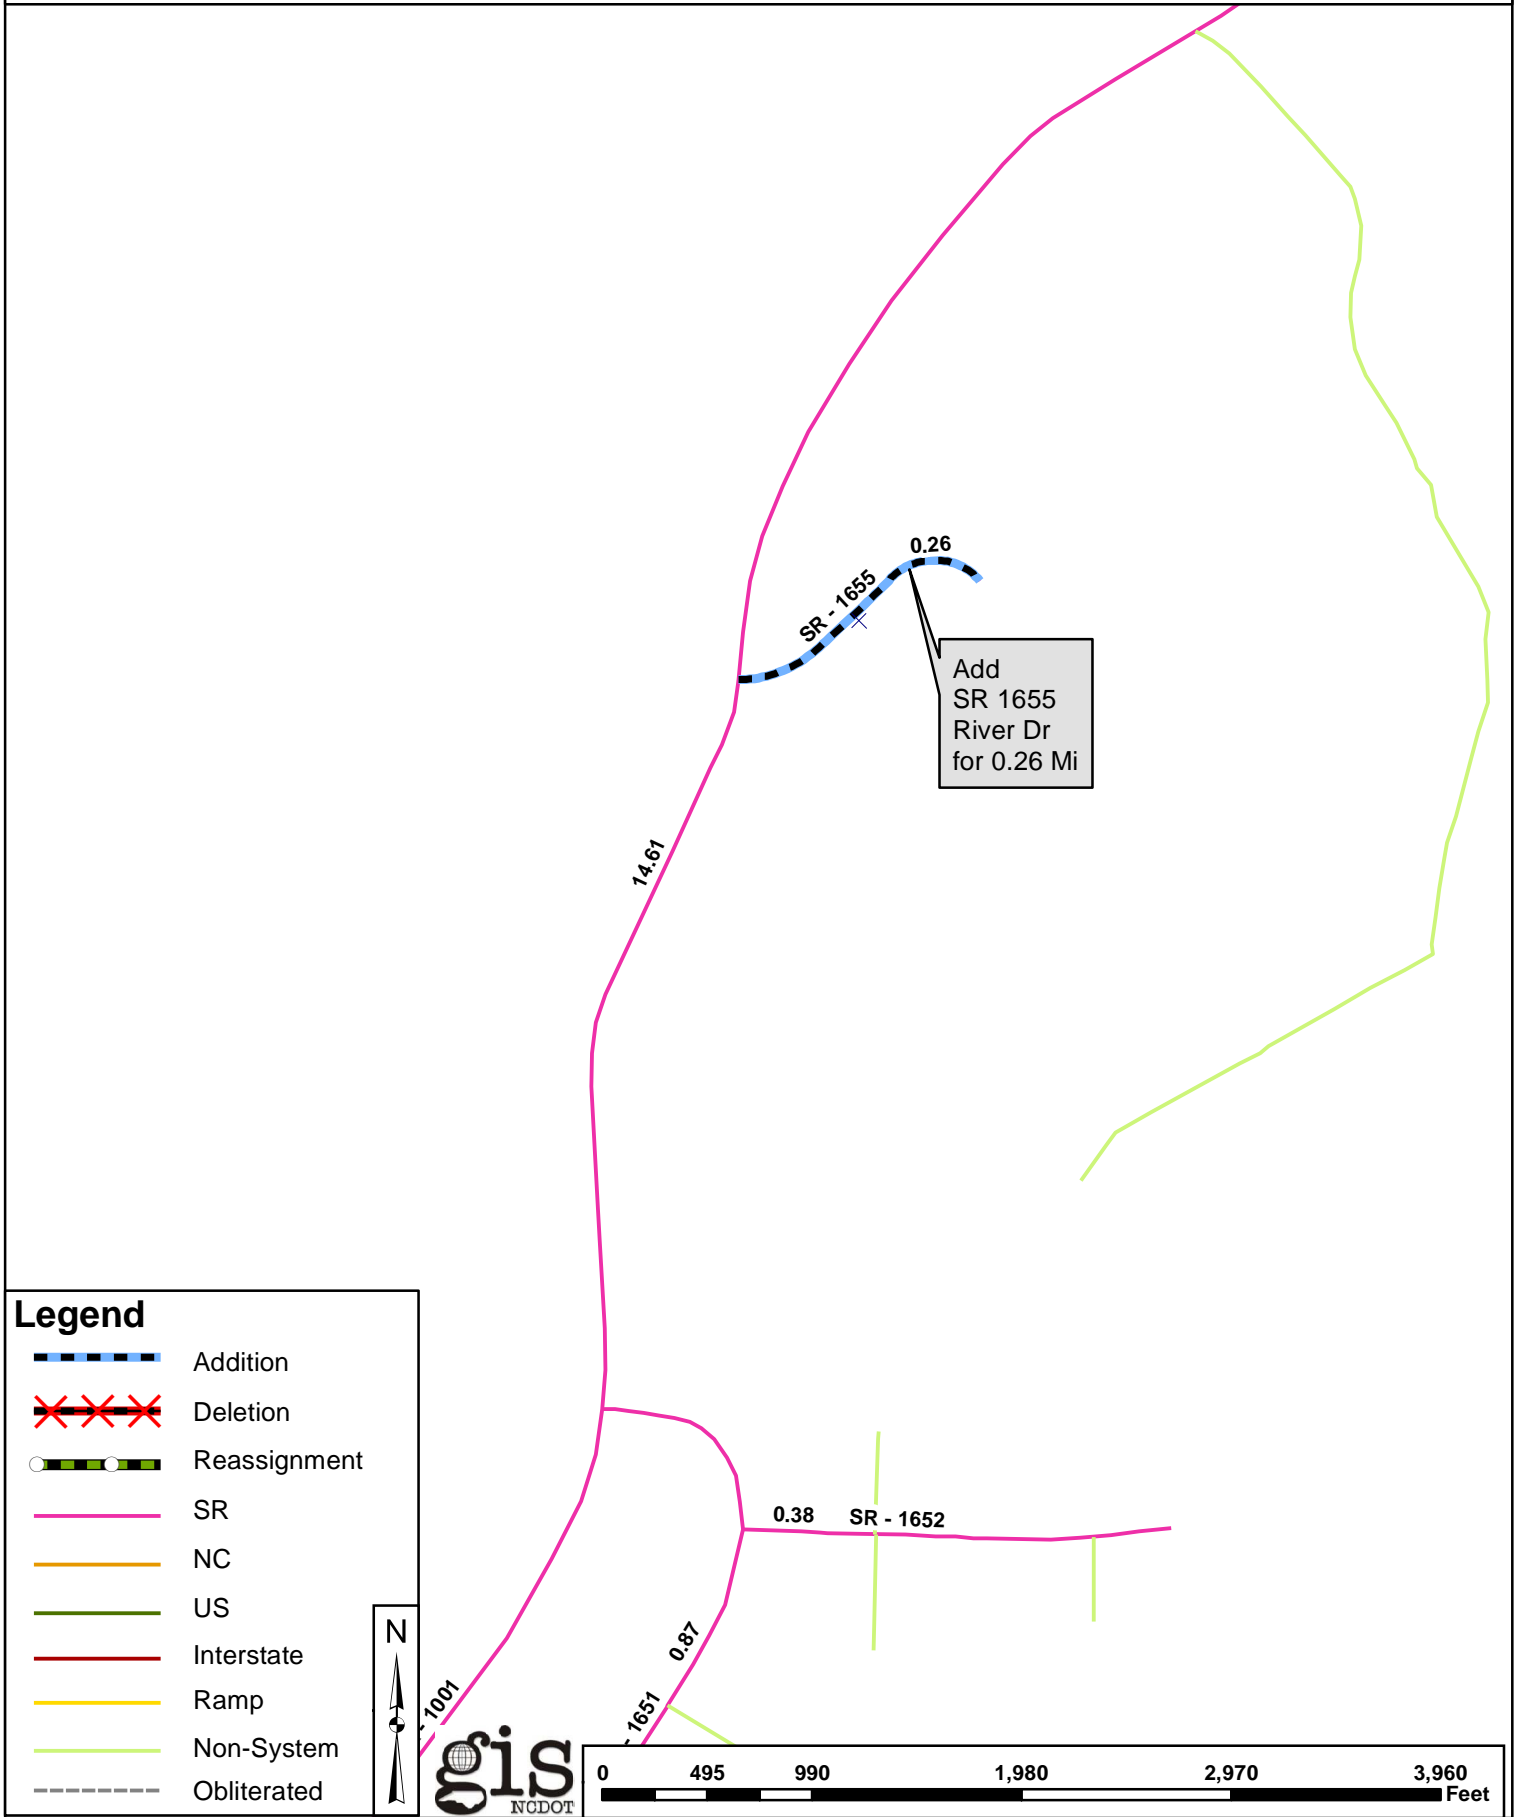 0.26
SR - 1655
Add
SR 1655
River Dr
for 0.26 Mi
14.61
Legend
Addition
Deletion
Reassignment
SR
NC
US
Interstate
Ramp
Non-System
Obliterated
N
0.38 SR - 1652
0.87
- 1651
- 1001
gis
NCDOT
0 495 990 1,980 2,970 3,960
Feet